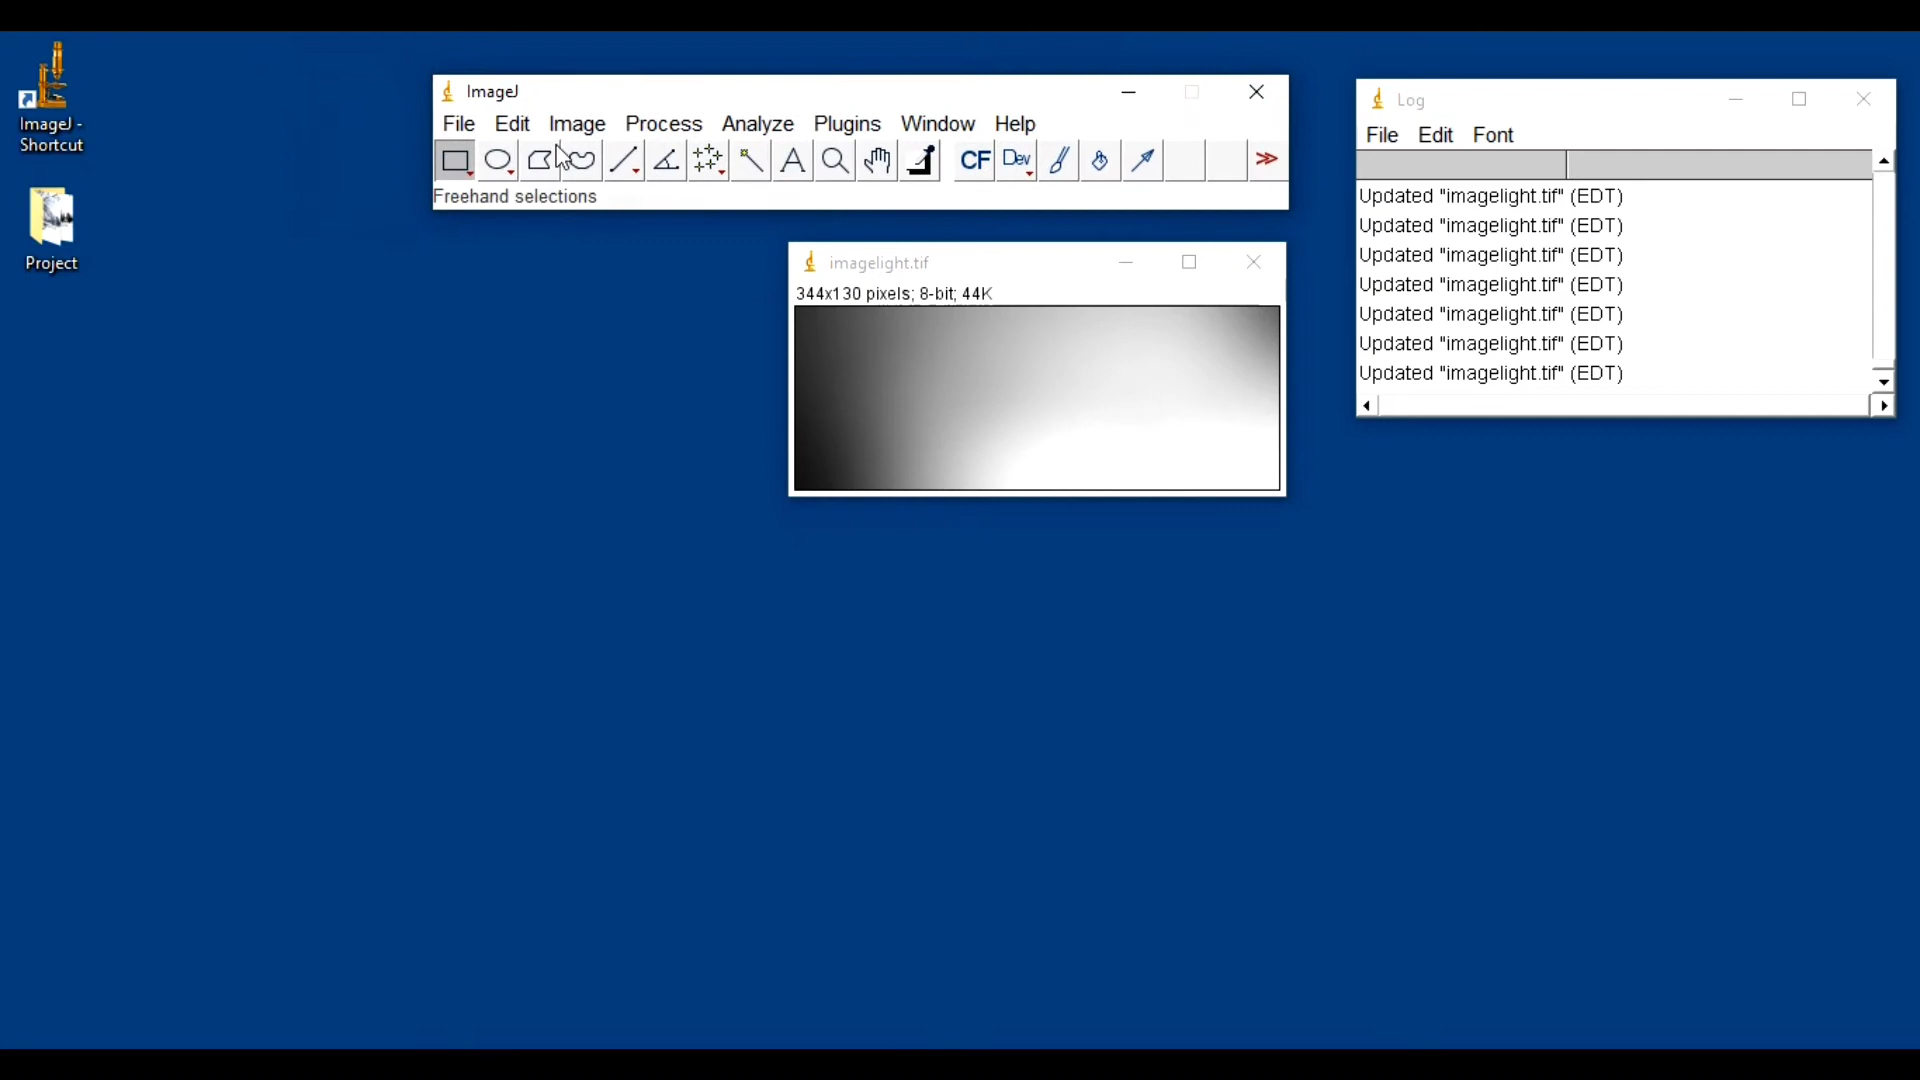 ImageJ - Shortcut
Project
ImageJ
File Edit Image Process Analyze Plugins Window Help
A CF Dev
Freehand selections
imagelight.tif
344x130 pixels; 8-bit; 44K
Log
File Edit Font
Updated "imagelight.tif" (EDT)
Updated "imagelight.tif" (EDT)
Updated "imagelight.tif" (EDT)
Updated "imagelight.tif" (EDT)
Updated "imagelight.tif" (EDT)
Updated "imagelight.tif" (EDT)
Updated "imagelight.tif" (EDT)